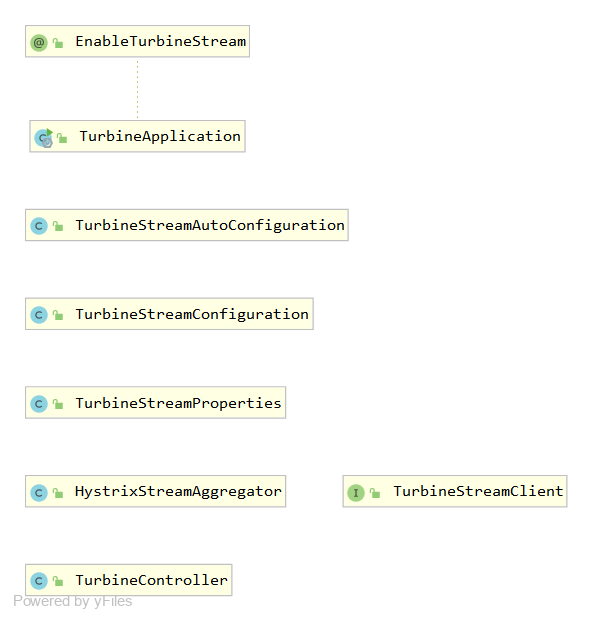 @ EnableTurbineStream
C TurbineApplication
C TurbineStreamAutoConfiguration
C TurbineStreamConfiguration
C TurbineStreamProperties
C HystrixStreamAggregator I TurbineStreamClient
C TurbineController
Powered by yFiles